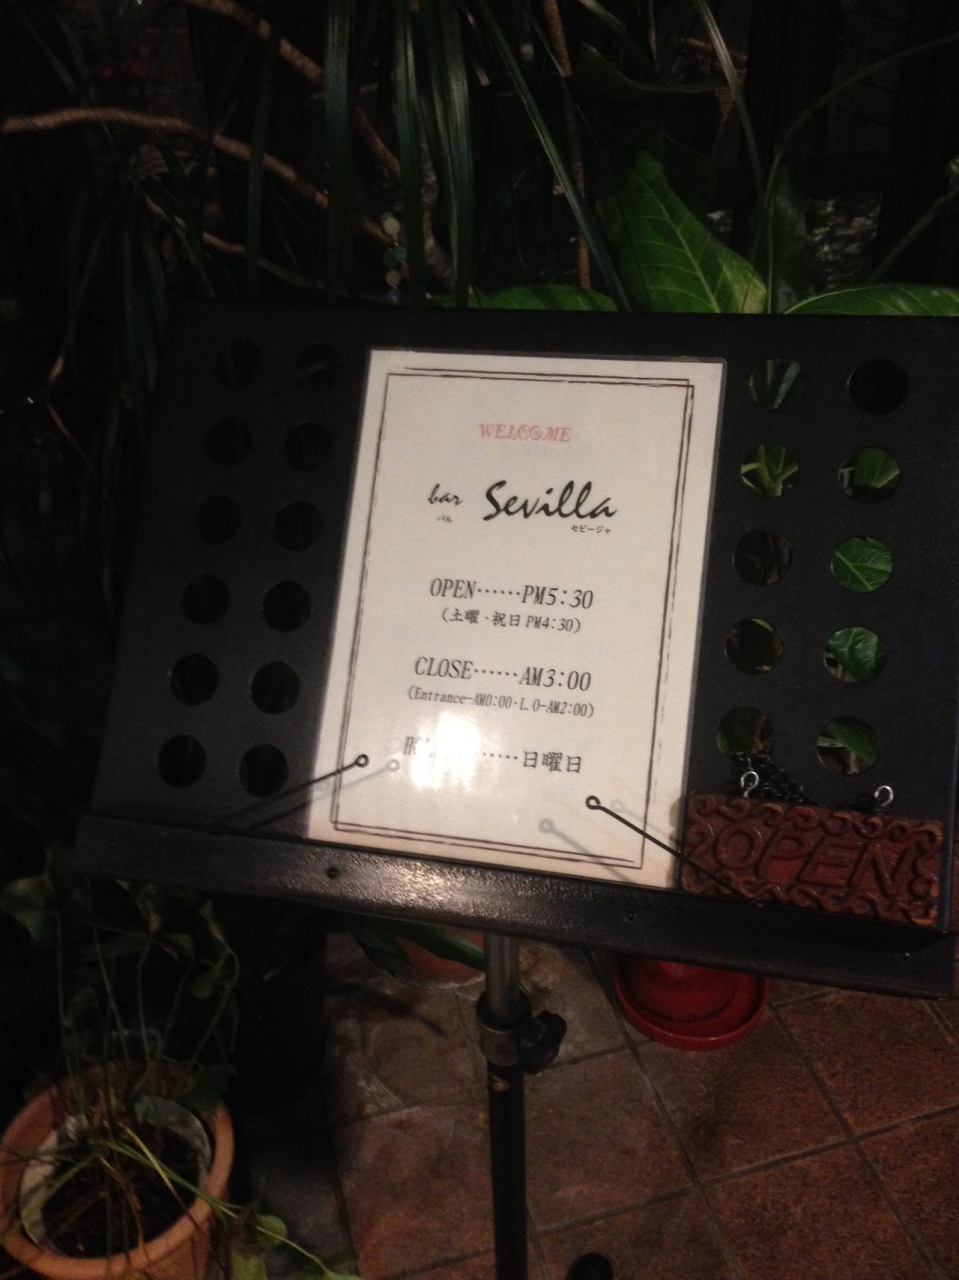 WELCOME
bar Sevilla
バル セビージャ
OPEN……PM5:30
(土曜・祝日 PM4:30)
CLOSE……AM3:00
(Entrance-AM0:00・L.O-AM2:00)
……日曜日
OPEN